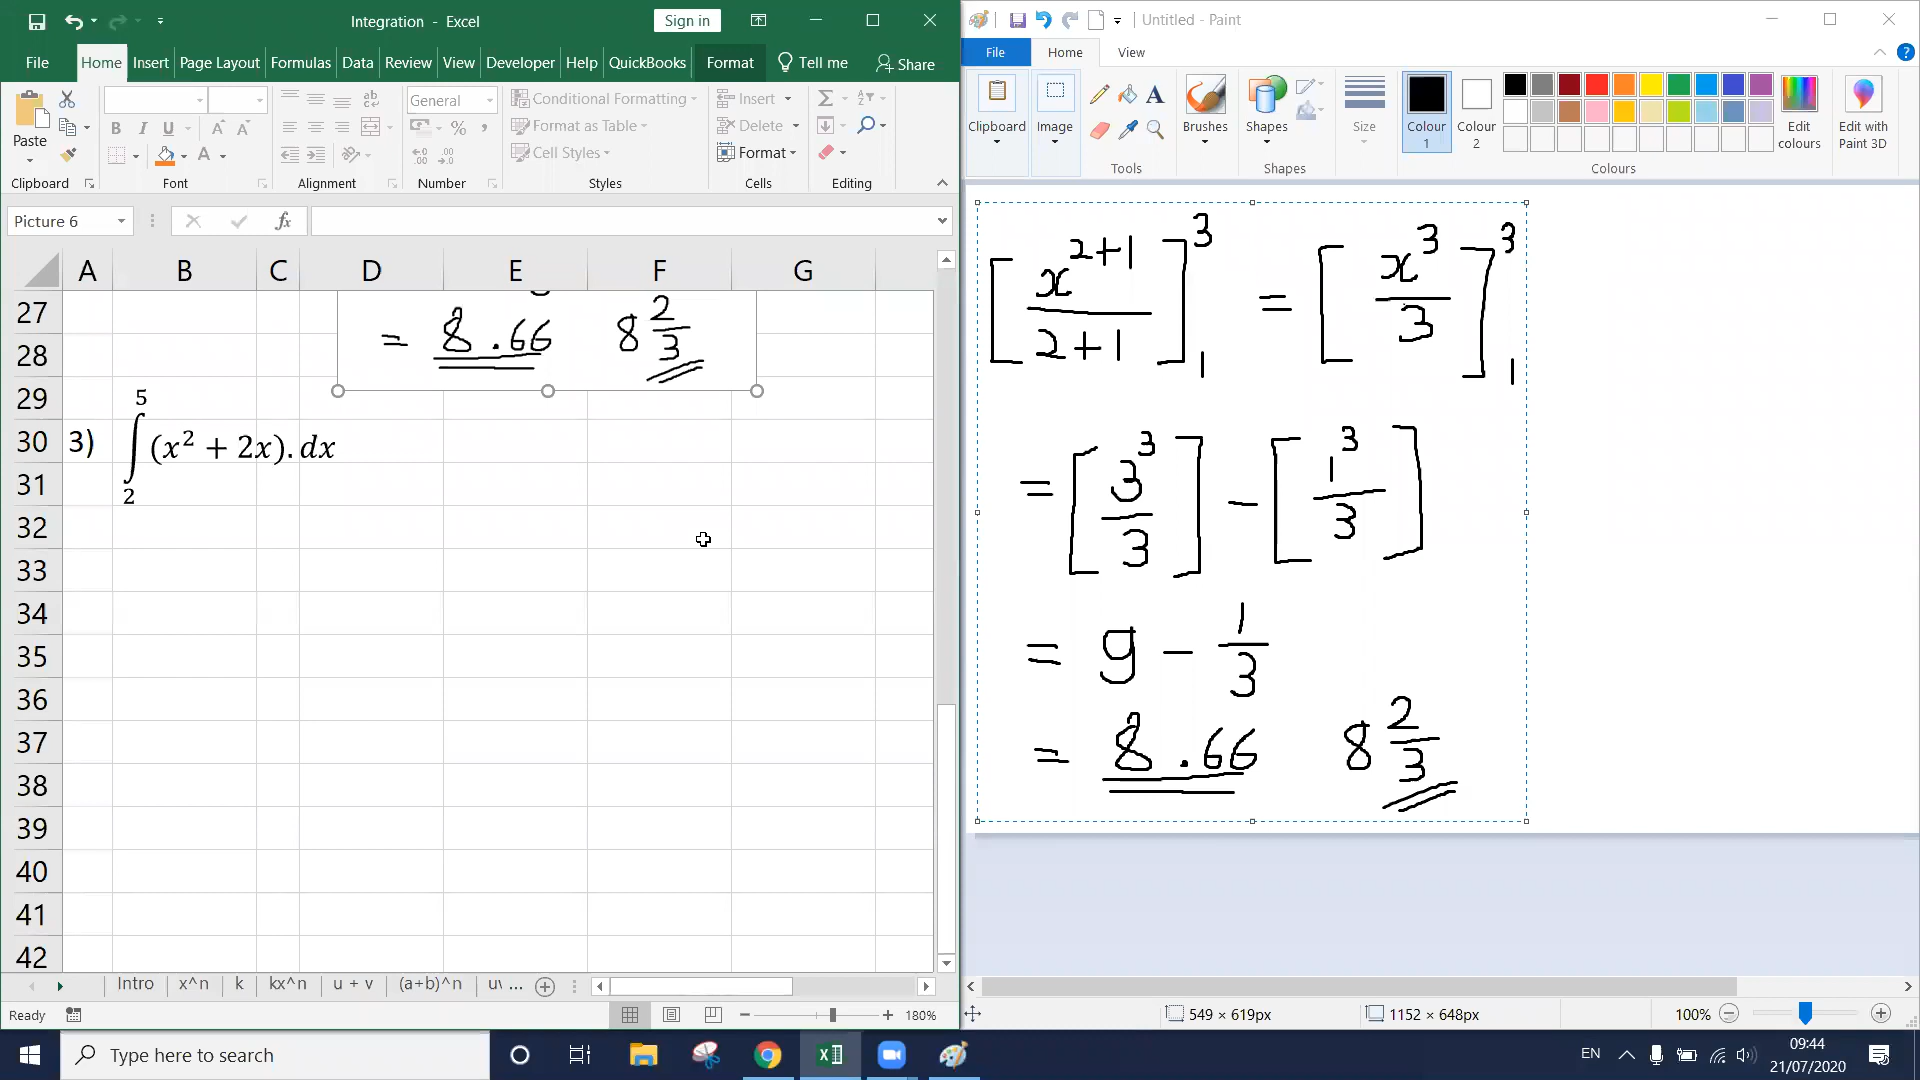 Integration - Excel
Sign in
File Home Insert Page Layout Formulas Data Review View Developer Help QuickBooks Format Tell me Share
Paste
General
Conditional Formatting
Format as Table
Cell Styles
Insert
Delete
Format
Clipboard Font Alignment Number Styles Cells Editing
Picture 6
fx
A B C D E F G
27
28
29
30
31
32
33
34
35
36
37
38
39
40
41
42
= 8.66 8 2/3
3) ∫₂⁵ (x² + 2x). dx
Intro x^n k kx^n u + v (a+b)^n uv ...
Ready
180%
Untitled - Paint
File Home View
Clipboard Image Brushes Shapes Size Colour 1 Colour 2 Edit colours Edit with Paint 3D
Tools Shapes Colours
[x^(2+1)/(2+1)]₁³ = [x³/3]₁³
= [3³/3] - [1³/3]
= 9 - 1/3
= 8.66 8 2/3
549 × 619px
1152 × 648px
100%
Type here to search
EN
09:44
21/07/2020